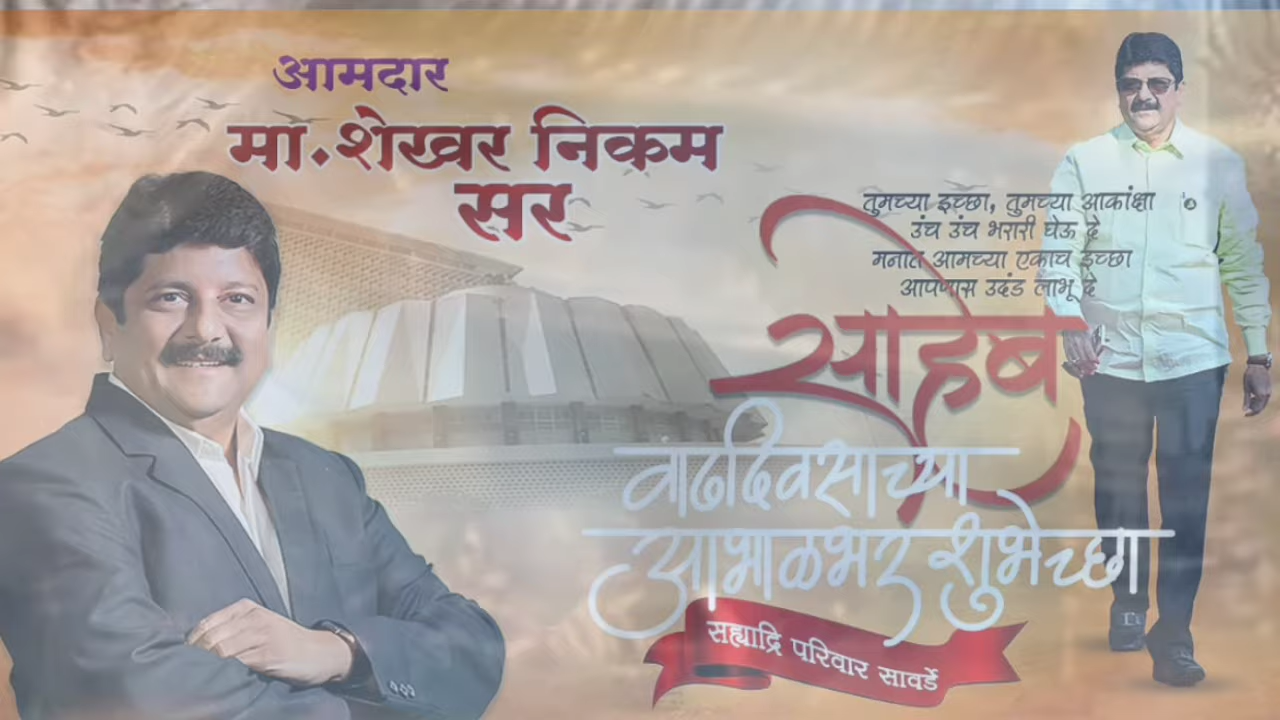 आमदार
मा. शेखर निकम
सर
तुमच्या इच्छा, तुमच्या आकांक्षा
उंच उंच भरारी घेऊ दे
मनात आमच्या एकाच इच्छा
आपणास उदंड लाभू दे
साहेब
वाढदिवसाच्या
आभाळभर शुभेच्छा
सह्याद्रि परिवार सावर्डे